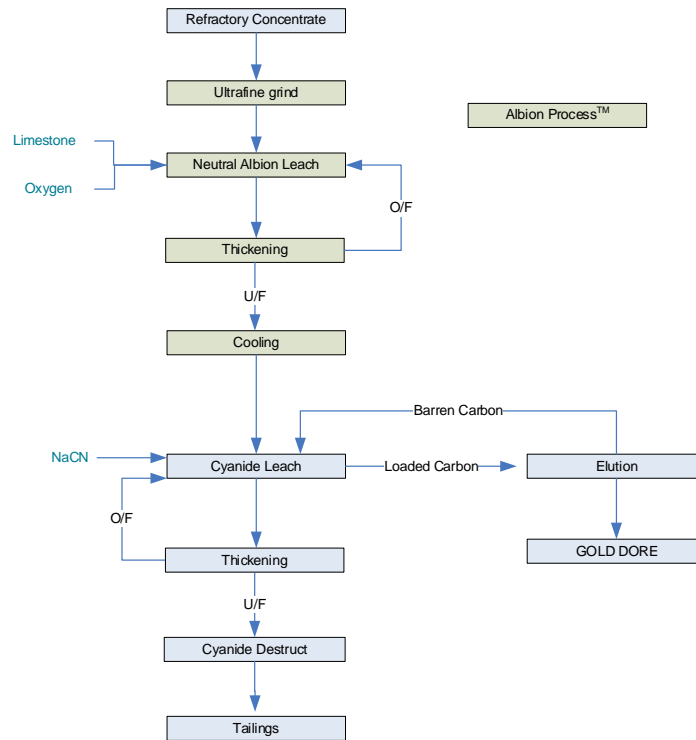 Refractory Concentrate
Ultrafine grind
Albion Process™
Limestone
Neutral Albion Leach
Oxygen
O/F
Thickening
U/F
Cooling
Barren Carbon
NaCN
Cyanide Leach
Loaded Carbon
Elution
O/F
Thickening
GOLD DORE
U/F
Cyanide Destruct
Tailings